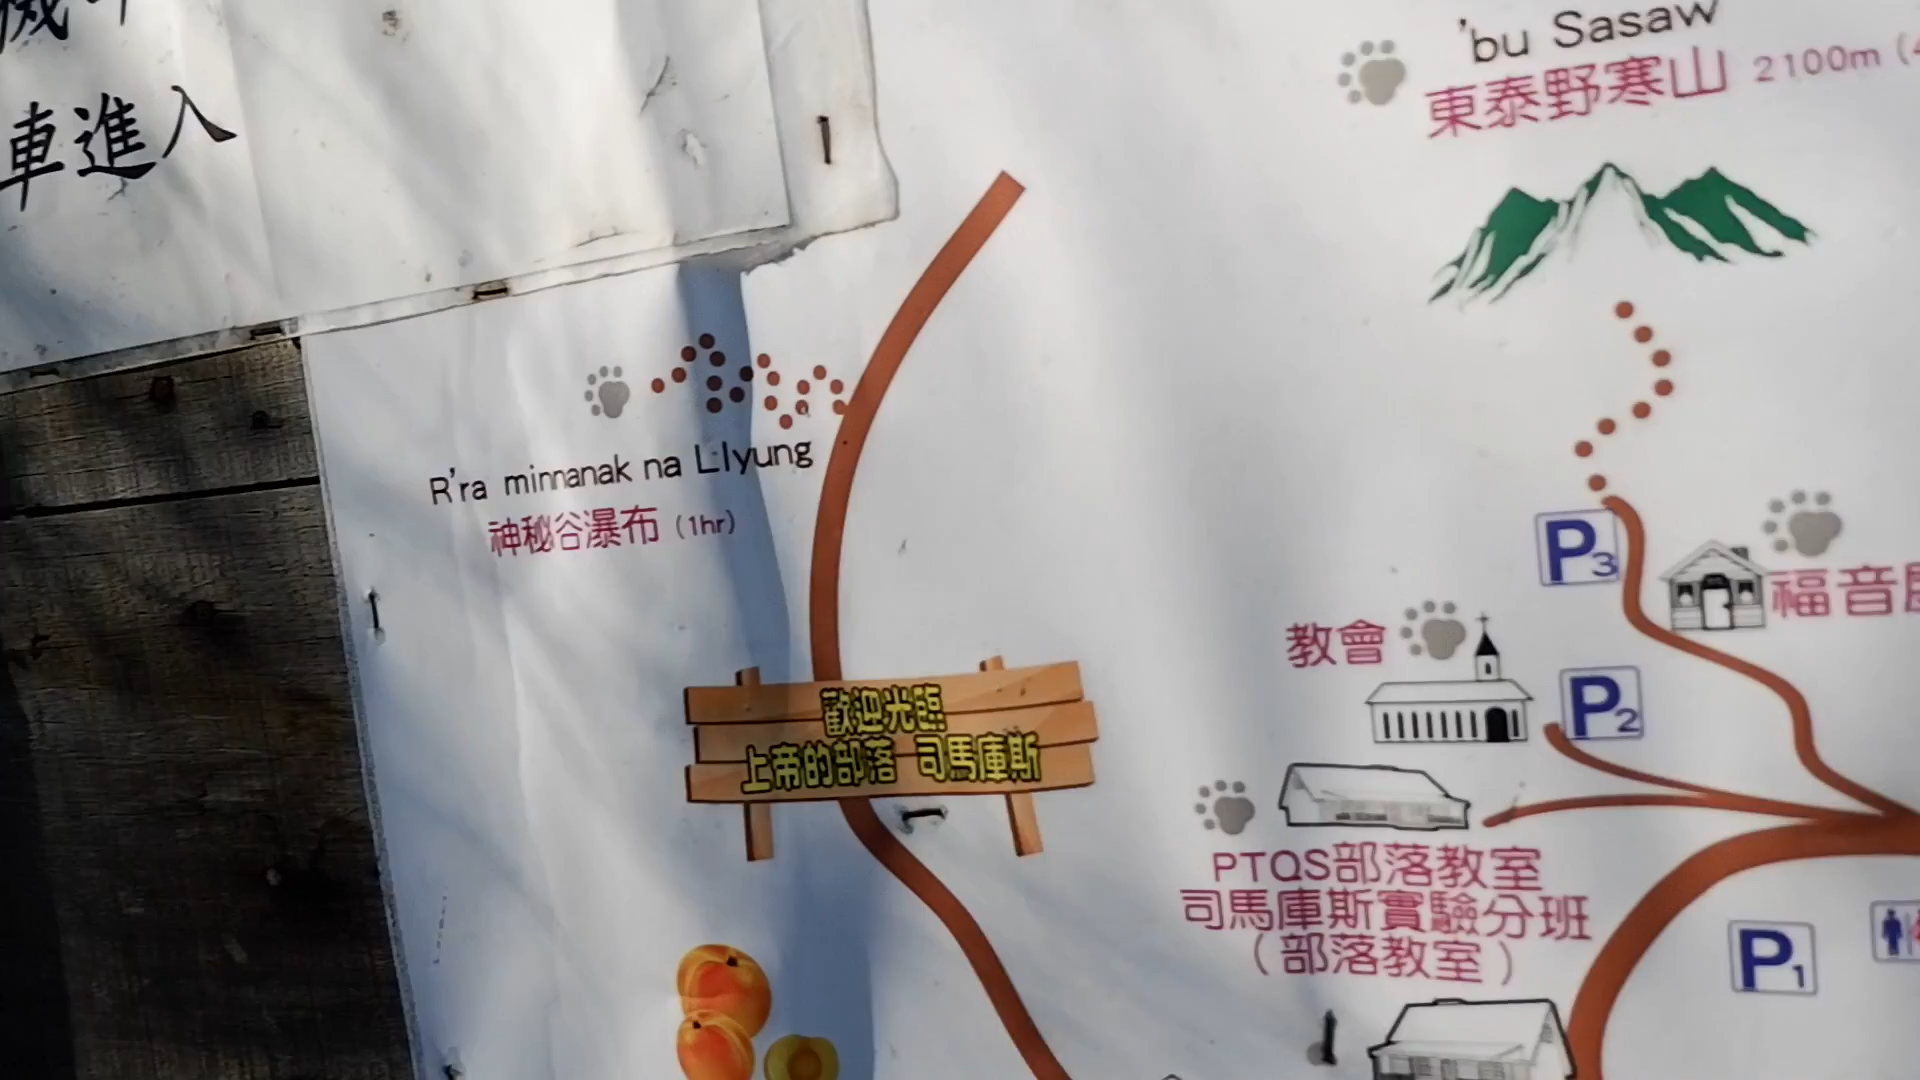 車進入
'bu Sasaw
東泰野寒山 2100m
R'ra minnanak na Llyung
神秘谷瀑布 (1hr)
P3
福音
教會
P2
歡迎光臨
上帝的部落 司馬庫斯
PTQS部落教室
司馬庫斯實驗分班
(部落教室)
P1